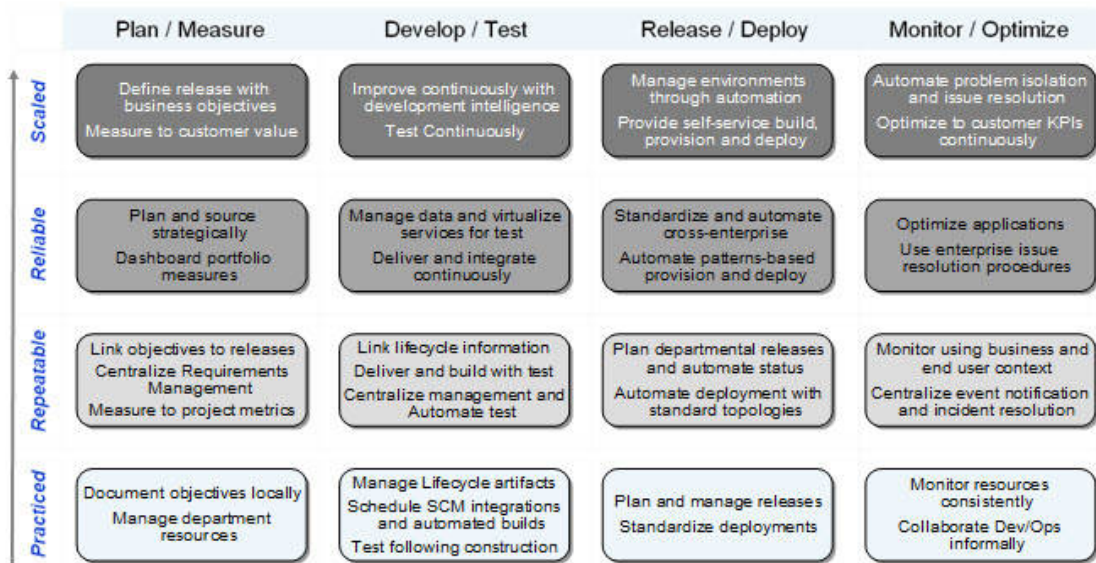 Plan / Measure
Develop / Test
Release / Deploy
Monitor / Optimize
Scaled
Define release with
business objectives
Measure to customer value
Improve continuously with
development intelligence
Test Continuously
Manage environments
through automation
Provide self-service build,
provision and deploy
Automate problem isolation
and issue resolution
Optimize to customer KPIs
continuously
Reliable
Plan and source
strategically
Dashboard portfolio
measures
Manage data and virtualize
services for test
Deliver and integrate
continuously
Standardize and automate
cross-enterprise
Automate patterns-based
provision and deploy
Optimize applications
Use enterprise issue
resolution procedures
Repeatable
Link objectives to releases
Centralize Requirements
Management
Measure to project metrics
Link lifecycle information
Deliver and build with test
Centralize management and
Automate test
Plan departmental releases
and automate status
Automate deployment with
standard topologies
Monitor using business and
end user context
Centralize event notification
and incident resolution
Practiced
Document objectives locally
Manage department
resources
Manage Lifecycle artifacts
Schedule SCM integrations
and automated builds
Test following construction
Plan and manage releases
Standardize deployments
Monitor resources
consistently
Collaborate Dev/Ops
informally